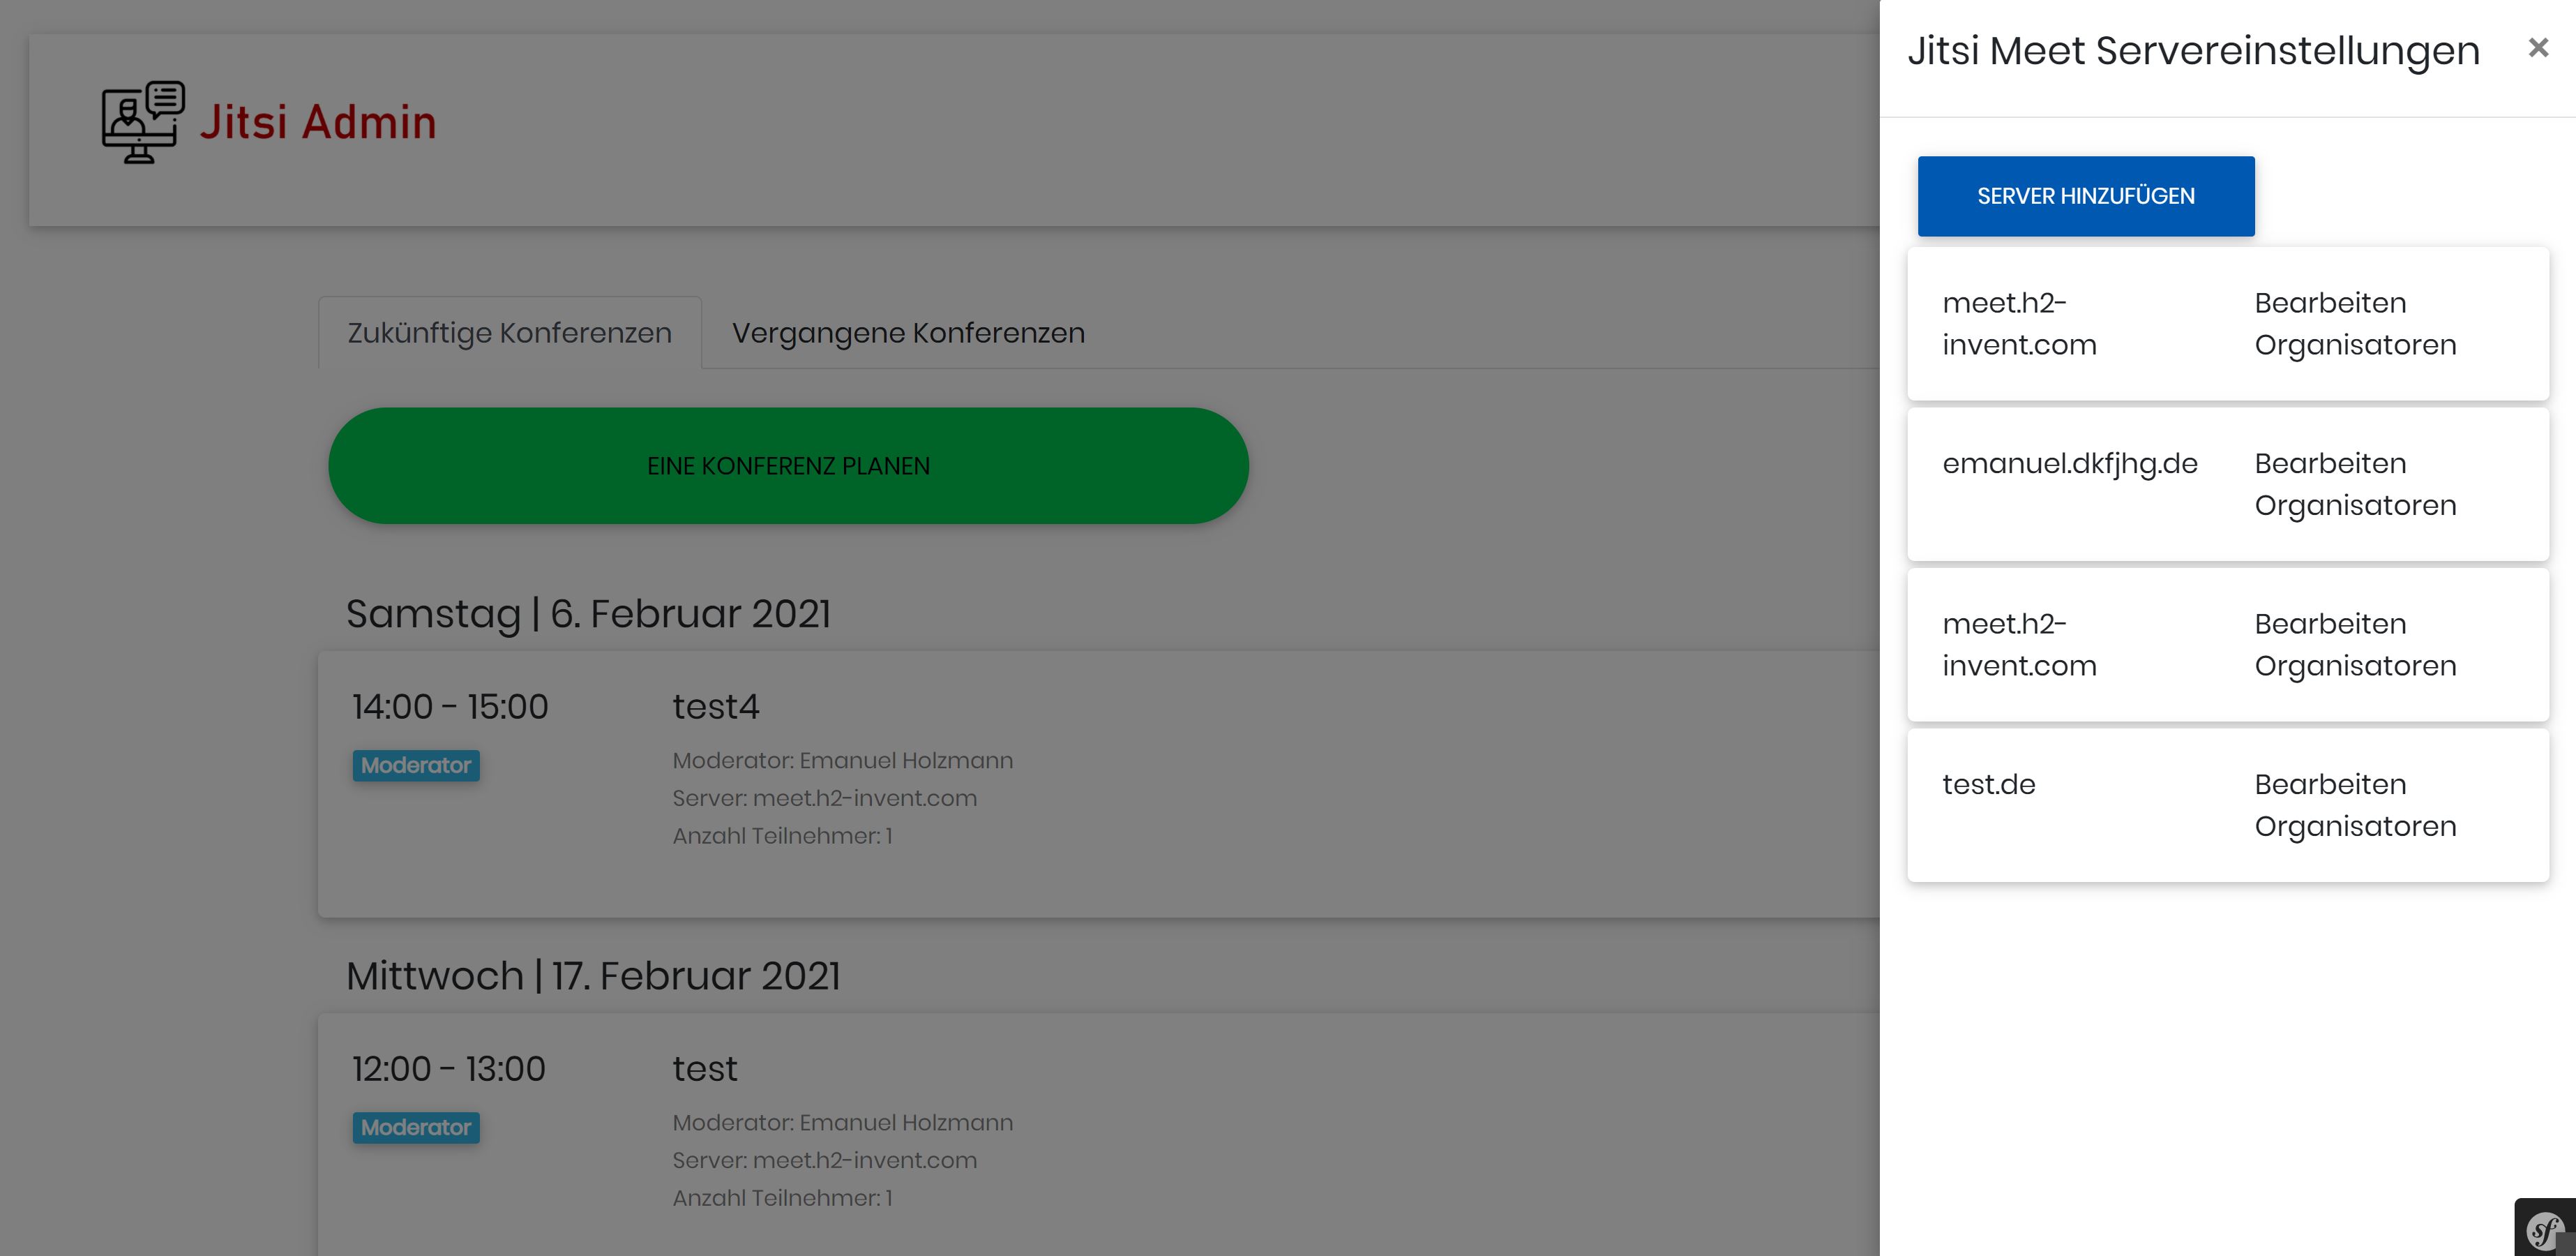 Jitsi Admin
Zukünftige Konferenzen
Vergangene Konferenzen
EINE KONFERENZ PLANEN
Samstag | 6. Februar 2021
14:00 - 15:00
Moderator
test4
Moderator: Emanuel Holzmann
Server: meet.h2-invent.com
Anzahl Teilnehmer: 1
Mittwoch | 17. Februar 2021
12:00 - 13:00
Moderator
test
Moderator: Emanuel Holzmann
Server: meet.h2-invent.com
Anzahl Teilnehmer: 1
Jitsi Meet Servereinstellungen ×
SERVER HINZUFÜGEN
meet.h2-
invent.com
Bearbeiten
Organisatoren
emanuel.dkfjhg.de
Bearbeiten
Organisatoren
meet.h2-
invent.com
Bearbeiten
Organisatoren
test.de
Bearbeiten
Organisatoren
sf